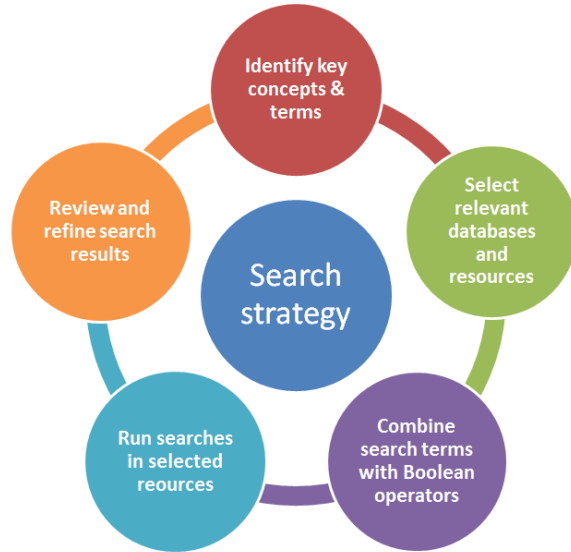 Identify key
concepts &
terms
Select
relevant
databases
and
resources
Combine
search terms
with Boolean
operators
Run searches
in selected
reources
Review and
refine search
results
Search
strategy